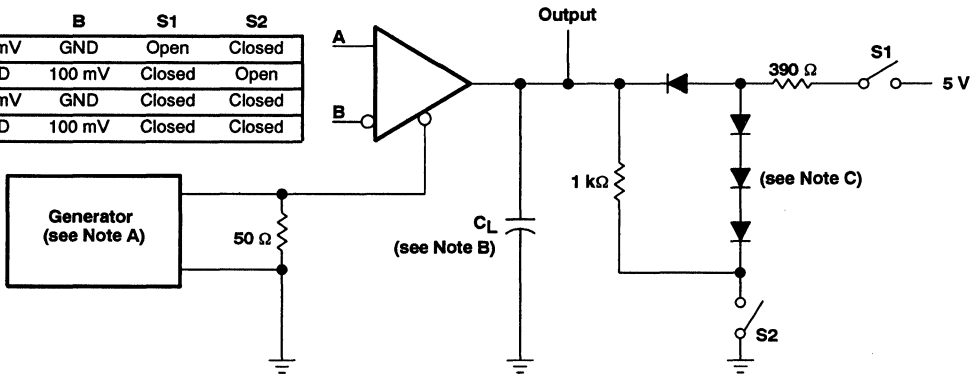 B S1 S2
mV GND Open Closed
D 100 mV Closed Open
mV GND Closed Closed
D 100 mV Closed Closed
Output
A
B
S1
390 Ω
5 V
Generator
(see Note A)
50 Ω
CL
(see Note B)
1 kΩ
(see Note C)
S2